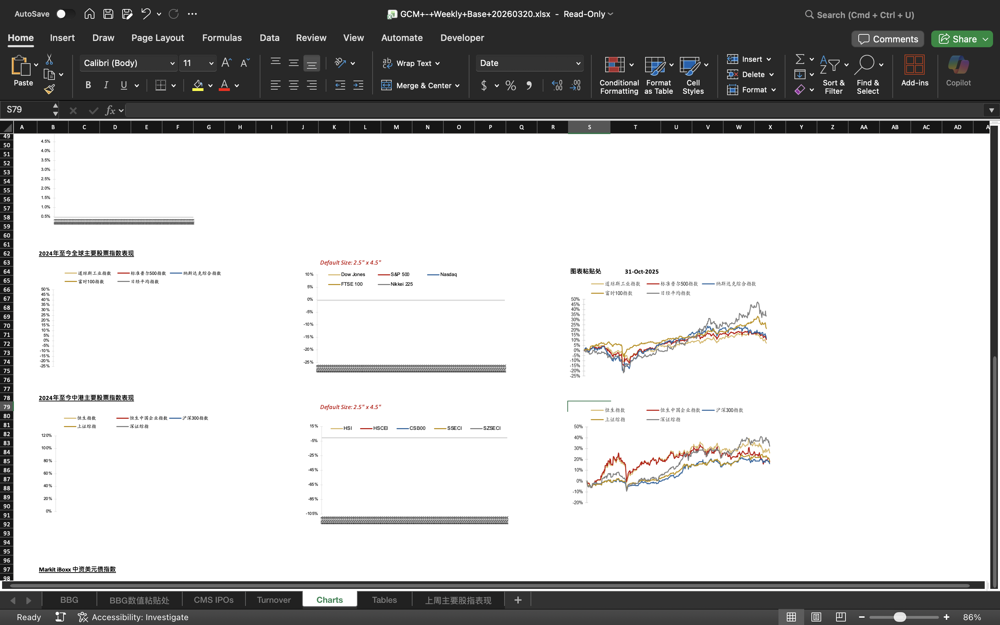 AutoSave
GCM+-+Weekly+Base+20260320.xlsx - Read-Only
Search (Cmd + Ctrl + U)
Home Insert Draw Page Layout Formulas Data Review View Automate Developer
Comments
Share
Paste
Calibri (Body)
11
Wrap Text
Merge & Center
Date
Conditional Formatting
Format as Table
Cell Styles
Insert
Delete
Format
Sort & Filter
Find & Select
Add-ins
Copilot
S79
fx
A B C D E F G H I J K L M N O P Q R S T U V W X Y Z AA AB AC AD A
49
50
51
52
53
54
55
56
57
58
59
60
61
62
63
64
65
66
67
68
69
70
71
72
73
74
75
76
77
78
79
80
81
82
83
84
85
86
87
88
89
90
91
92
93
94
95
96
97
98
4.5%
4.0%
3.5%
3.0%
2.5%
2.0%
1.5%
1.0%
0.5%
2024年至今全球主要股票指数表现
道琼斯工业指数 标准普尔500指数 纳斯达克综合指数
富时100指数 日经平均指数
50%
45%
40%
35%
30%
25%
20%
15%
10%
5%
0%
-5%
-10%
-15%
-20%
-25%
Default Size: 2.5" x 4.5"
Dow Jones S&P 500 Nasdaq
FTSE 100 Nikkei 225
10%
5%
0%
-5%
-10%
-15%
-20%
-25%
图表粘贴处 31-Oct-2025
道琼斯工业指数 标准普尔500指数 纳斯达克综合指数
富时100指数 日经平均指数
50%
45%
40%
35%
30%
25%
20%
15%
10%
5%
0%
-5%
-10%
-15%
-20%
-25%
2024年至今中港主要股票指数表现
恒生指数 恒生中国企业指数 沪深300指数
上证综指 深证综指
120%
100%
80%
60%
40%
20%
0%
Default Size: 2.5" x 4.5"
HSI HSCEI CSI300 SSECI SZSECI
15%
-5%
-25%
-45%
-65%
-85%
-105%
恒生指数 恒生中国企业指数 沪深300指数
上证综指 深证综指
50%
40%
30%
20%
10%
0%
-10%
-20%
Markit iBoxx 中资美元债指数
BBG BBG数值粘贴处 CMS IPOs Turnover Charts Tables 上周主要股指表现
Ready
Accessibility: Investigate
86%